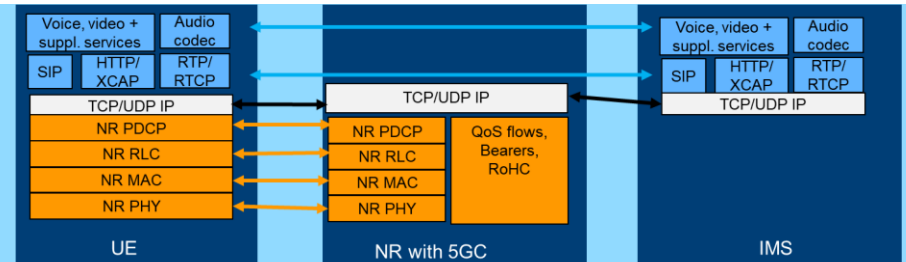 Voice, video +
suppl. services
Audio
codec
SIP
HTTP/
XCAP
RTP/
RTCP
TCP/UDP IP
NR PDCP
NR RLC
NR MAC
NR PHY
UE
TCP/UDP IP
NR PDCP
NR RLC
NR MAC
NR PHY
QoS flows,
Bearers,
RoHC
NR with 5GC
Voice, video +
suppl. services
Audio
codec
SIP
HTTP/
XCAP
RTP/
RTCP
TCP/UDP IP
IMS